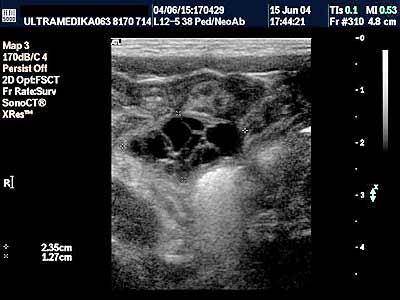 ULTRAMEDIKA063 8170 714
04/06/15:170429
L12-5 38 Ped/NeoAb
15 Jun 04
17:44:21
TIs 0.1 MI 0.53
Fr #310 4.8 cm
Map 3
170dB/C 4
Persist Off
2D Opt:FSCT
Fr Rate:Surv
SonoCT®
XRes™
R
0
1
2
3
4
x
2.35cm
1.27cm